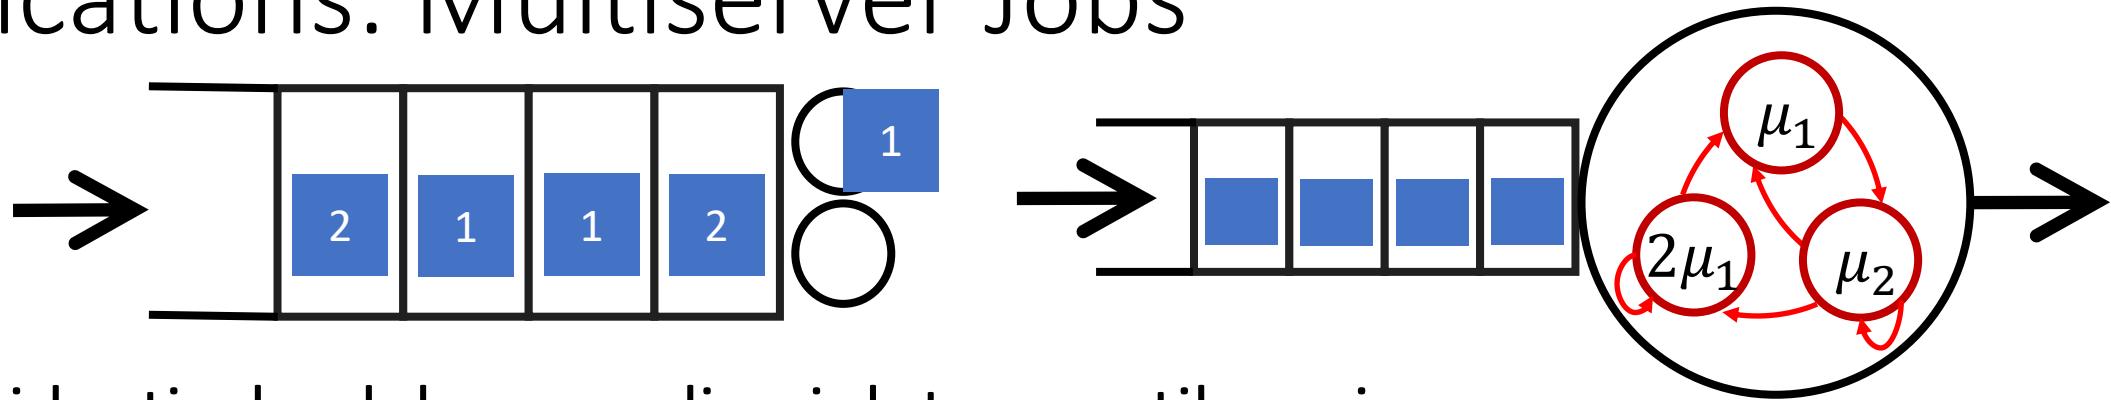 ications: Multiserver Jobs
2 1 1 2 1
μ₁
2μ₁ μ₂